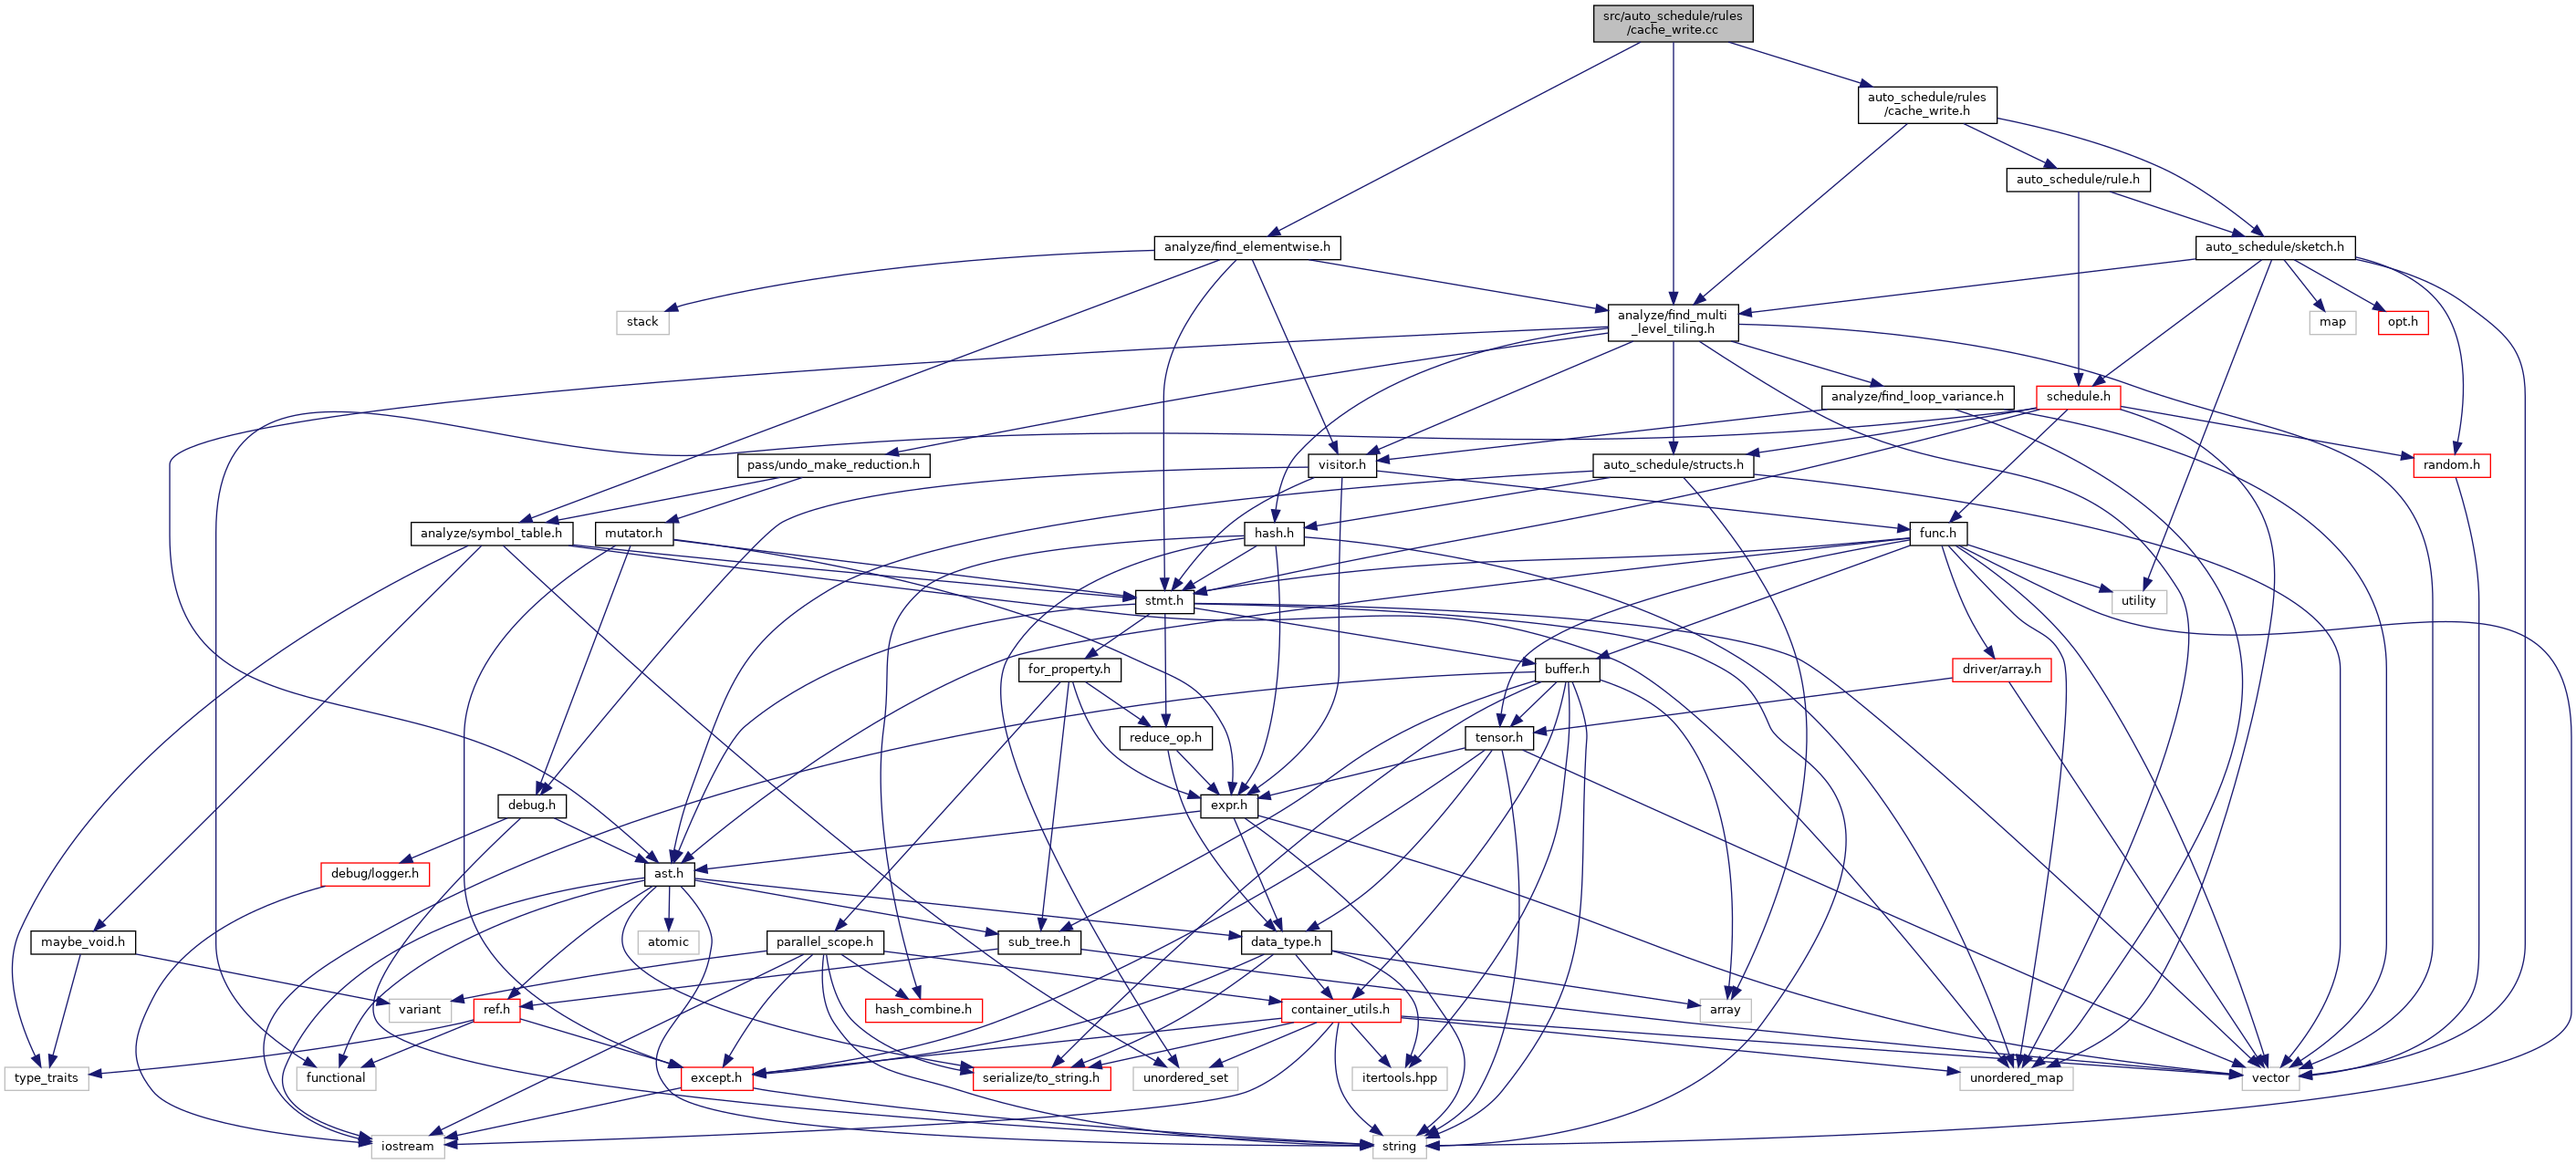 src/auto_schedule/rules
/cache_write.cc
auto_schedule/rules
/cache_write.h
auto_schedule/rule.h
analyze/find_elementwise.h
auto_schedule/sketch.h
stack
analyze/find_multi
_level_tiling.h
map
opt.h
analyze/find_loop_variance.h
schedule.h
pass/undo_make_reduction.h
visitor.h
auto_schedule/structs.h
random.h
analyze/symbol_table.h
mutator.h
hash.h
func.h
stmt.h
utility
for_property.h
buffer.h
driver/array.h
reduce_op.h
tensor.h
debug.h
expr.h
debug/logger.h
ast.h
maybe_void.h
atomic
parallel_scope.h
sub_tree.h
data_type.h
variant
ref.h
hash_combine.h
container_utils.h
array
type_traits
functional
except.h
serialize/to_string.h
unordered_set
itertools.hpp
unordered_map
vector
iostream
string